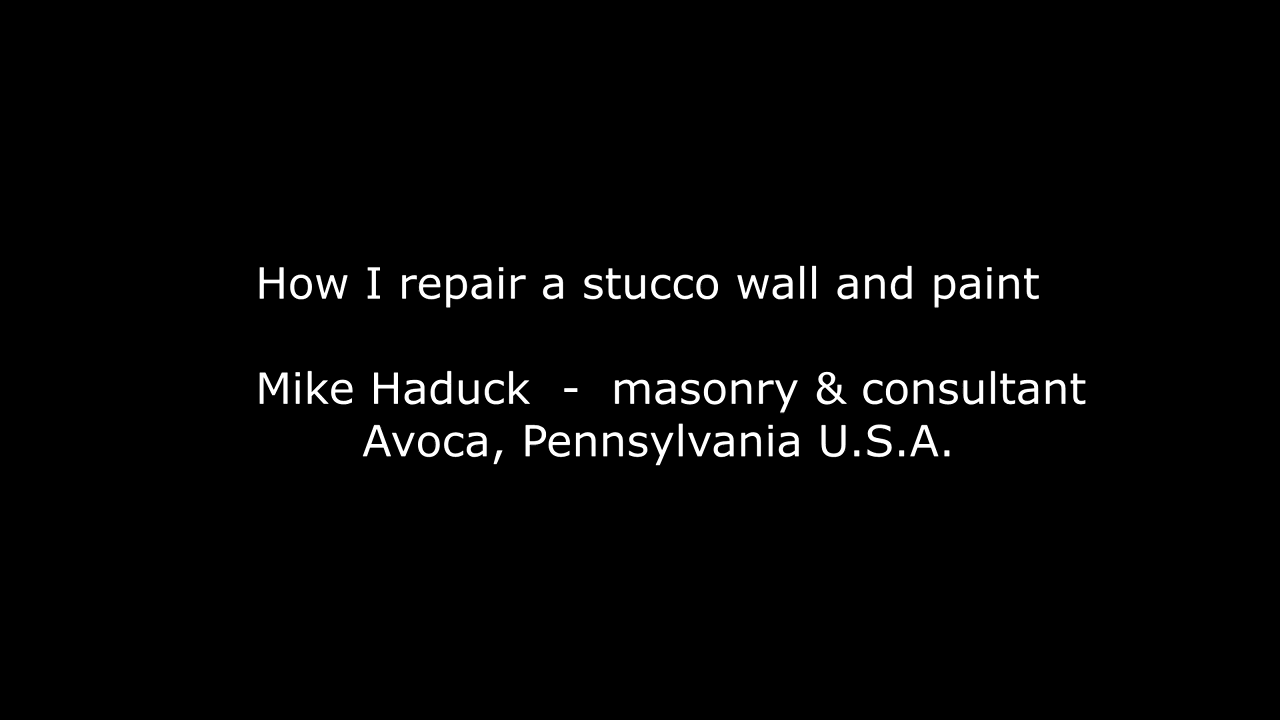 How I repair a stucco wall and paint
Mike Haduck - masonry & consultant
Avoca, Pennsylvania U.S.A.